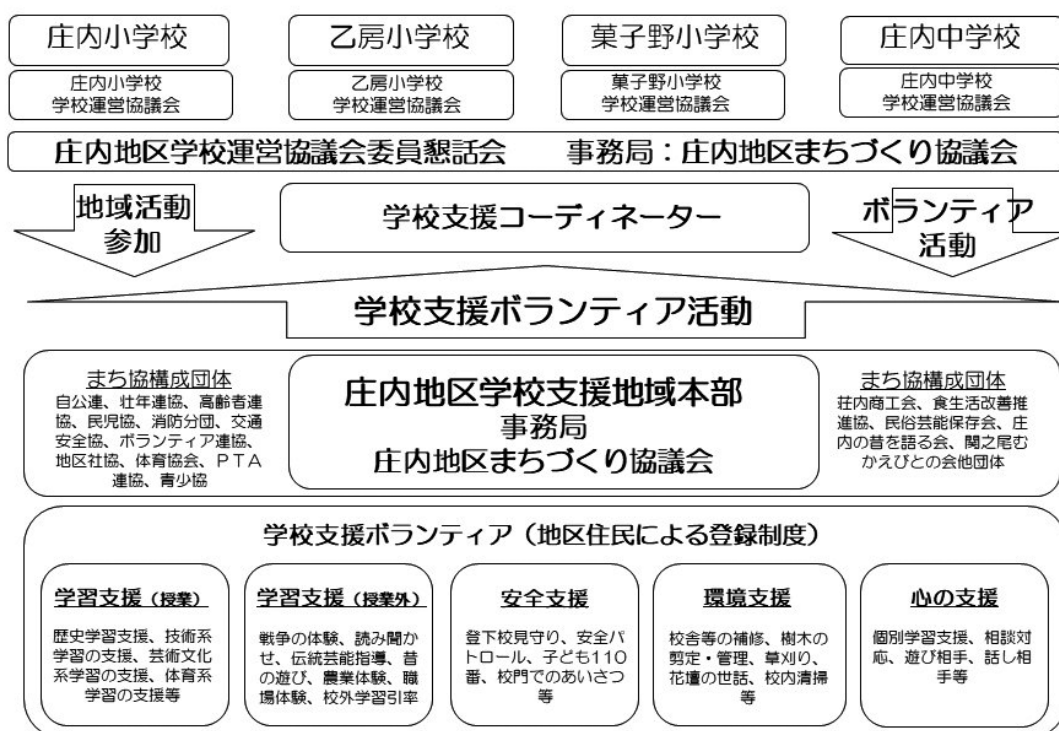 庄内小学校
乙房小学校
菓子野小学校
庄内中学校
庄内小学校
学校運営協議会
乙房小学校
学校運営協議会
菓子野小学校
学校運営協議会
庄内中学校
学校運営協議会
庄内地区学校運営協議会委員懇話会　事務局：庄内地区まちづくり協議会
地域活動
参加
学校支援コーディネーター
ボランティア
活動
学校支援ボランティア活動
まち協構成団体
自公連、壮年連協、高齢者連
協、民児協、消防分団、交通
安全協、ボランティア連協、
地区社協、体育協会、ＰＴＡ
連協、青少協
庄内地区学校支援地域本部
事務局
庄内地区まちづくり協議会
まち協構成団体
荘内商工会、食生活改善推
進協、民俗芸能保存会、庄
内の昔を語る会、関之尾む
かえびとの会他団体
学校支援ボランティア（地区住民による登録制度）
学習支援（授業）
歴史学習支援、技術系
学習の支援、芸術文化
系学習の支援、体育系
学習の支援等
学習支援（授業外）
戦争の体験、読み聞か
せ、伝統芸能指導、昔
の遊び、農業体験、職
場体験、校外学習引率
安全支援
登下校見守り、安全パ
トロール、子ども110
番、校門でのあいさつ
等
環境支援
校舎等の補修、樹木の
剪定・管理、草刈り、
花壇の世話、校内清掃
等
心の支援
個別学習支援、相談対
応、遊び相手、話し相
手等